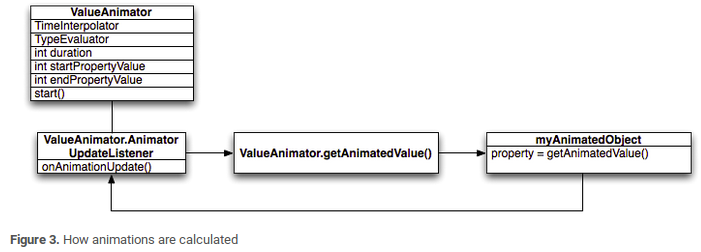 ValueAnimator
TimeInterpolator
TypeEvaluator
int duration
int startPropertyValue
int endPropertyValue
start()
ValueAnimator.Animator
UpdateListener
onAnimationUpdate()
ValueAnimator.getAnimatedValue()
myAnimatedObject
property = getAnimatedValue()
Figure 3. How animations are calculated